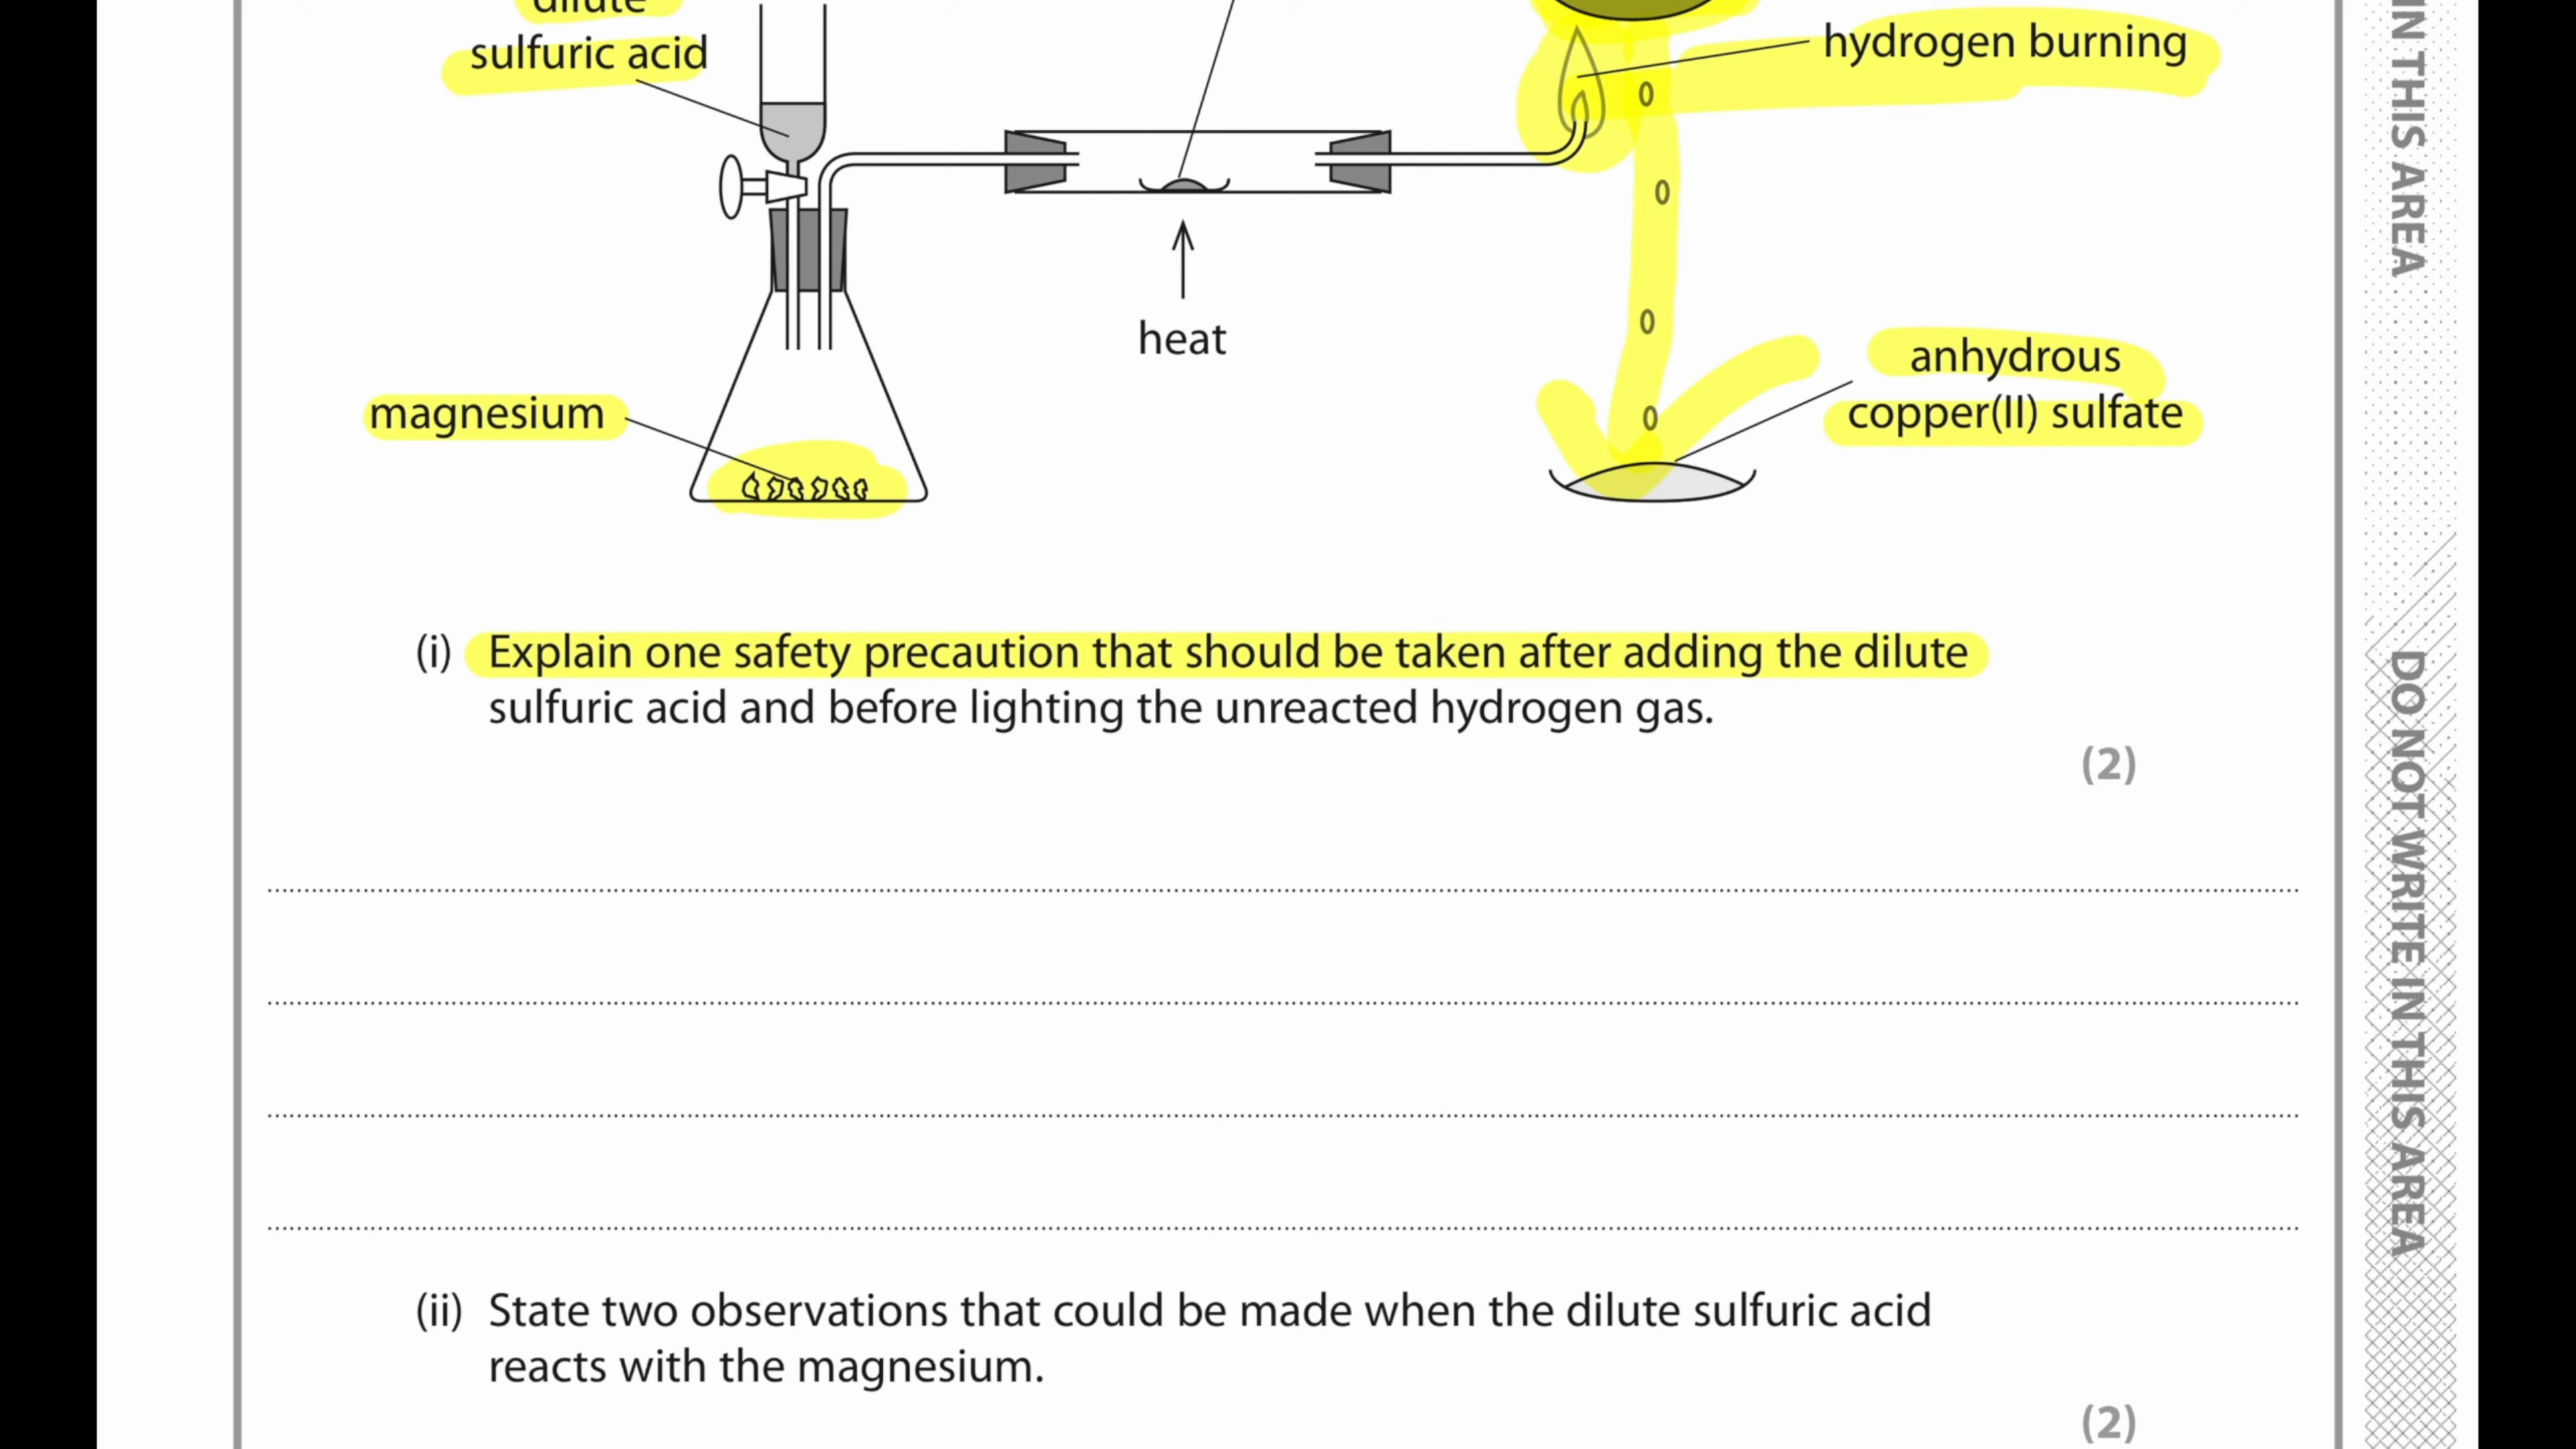 dilute
sulfuric acid
hydrogen burning
heat
anhydrous
copper(II) sulfate
magnesium
(i) Explain one safety precaution that should be taken after adding the dilute
sulfuric acid and before lighting the unreacted hydrogen gas.
(2)
(ii) State two observations that could be made when the dilute sulfuric acid
reacts with the magnesium.
(2)
IN THIS AREA
DO NOT WRITE IN THIS AREA